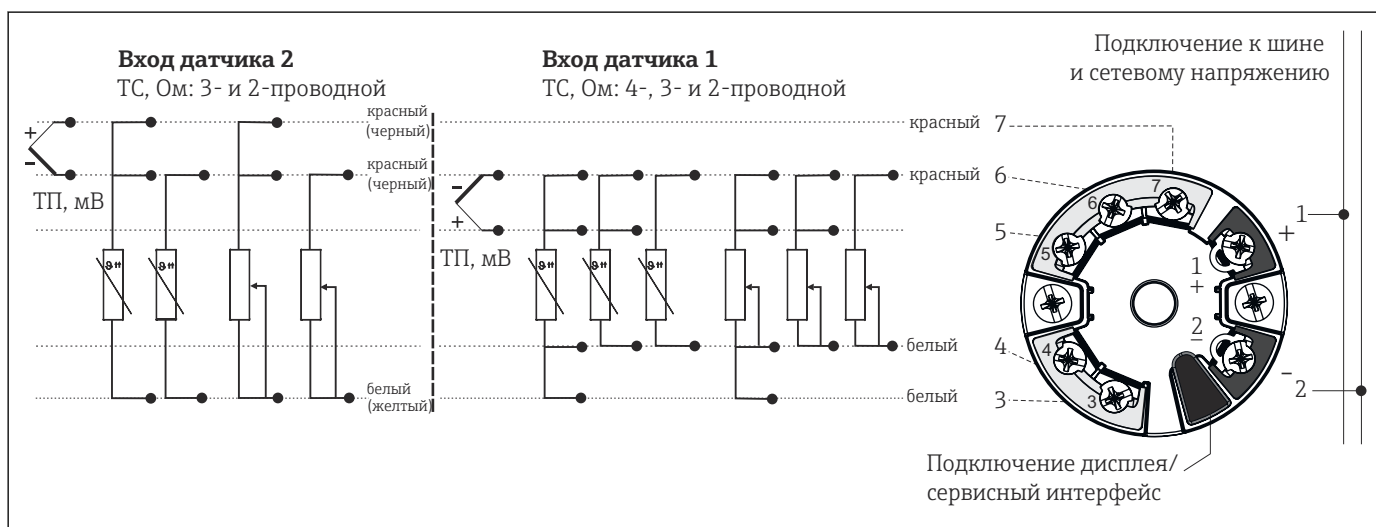 Вход датчика 2
ТС, Ом: 3- и 2-проводной
Вход датчика 1
ТС, Ом: 4-, 3- и 2-проводной
Подключение к шине
и сетевому напряжению
красный
(черный)
красный
(черный)
белый
(желтый)
+
-
ТП, мВ
-
+
ТП, мВ
красный
красный
белый
белый
7
6
5
4
3
7
6
5
4
3
1
+
2
-
1
+
-
2
Подключение дисплея/
сервисный интерфейс